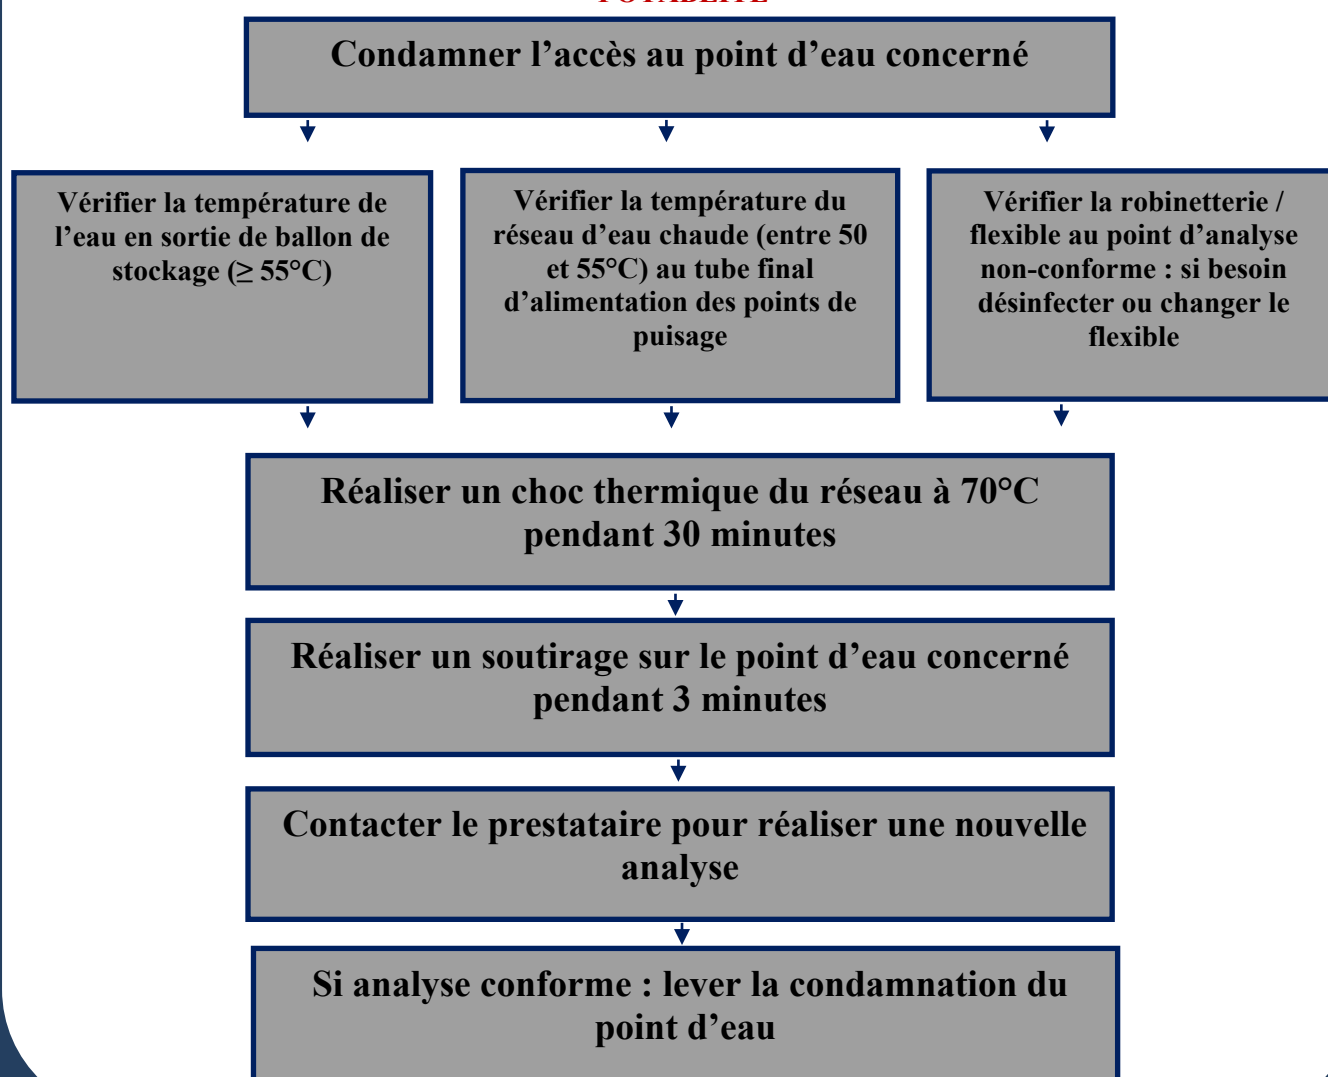 Condamner l’accès au point d’eau concerné
Vérifier la température de
l’eau en sortie de ballon de
stockage (≥ 55°C)
Vérifier la température du
réseau d’eau chaude (entre 50
et 55°C) au tube final
d’alimentation des points de
puisage
Vérifier la robinetterie /
flexible au point d’analyse
non-conforme : si besoin
désinfecter ou changer le
flexible
Réaliser un choc thermique du réseau à 70°C
pendant 30 minutes
Réaliser un soutirage sur le point d’eau concerné
pendant 3 minutes
Contacter le prestataire pour réaliser une nouvelle
analyse
Si analyse conforme : lever la condamnation du
point d’eau